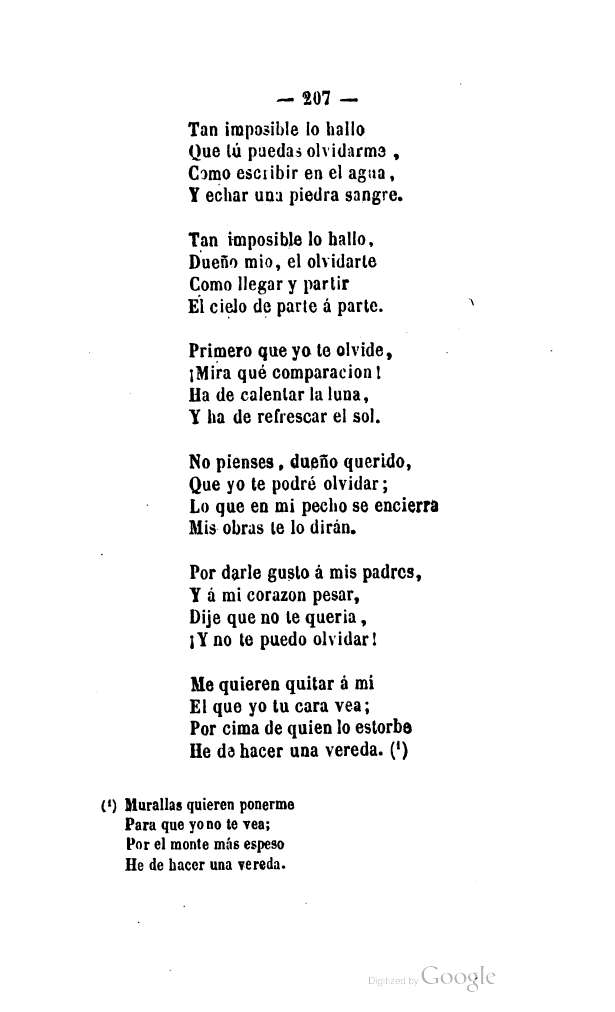 — 207 —
Tan imposible lo hallo
Que tú puedas olvidarme,
Como escribir en el agua,
Y echar una piedra sangre.
Tan imposible lo hallo,
Dueño mio, el olvidarte
Como llegar y partir
El cielo de parte á parte.
Primero que yo te olvide,
¡Mira qué comparacion!
Ha de calentar la luna,
Y ha de refrescar el sol.
No pienses, dueño querido,
Que yo te podré olvidar;
Lo que en mi pecho se encierra
Mis obras te lo dirán.
Por darle gusto á mis padres,
Y á mi corazon pesar,
Dije que no te queria,
¡Y no te puedo olvidar!
Me quieren quitar á mi
El que yo tu cara vea;
Por cima de quien lo estorbe
He de hacer una vereda. (¹)
(¹) Murallas quieren ponerme
Para que yo no te vea;
Por el monte más espeso
He de hacer una vereda.
Digitized by Google